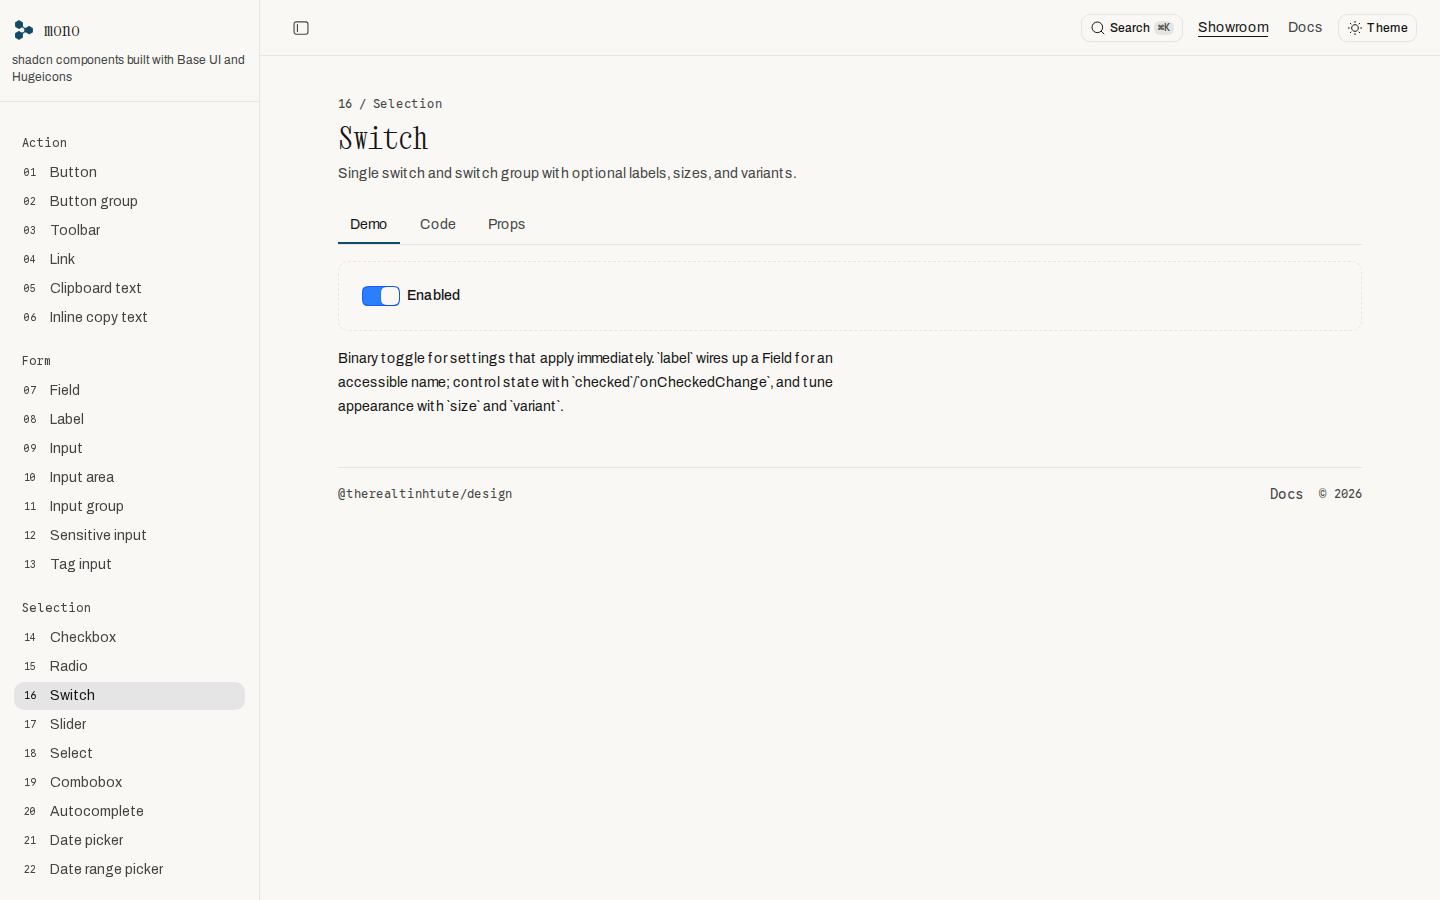 mono
shadcn components built with Base UI and
Hugeicons
Action
01 Button
02 Button group
03 Toolbar
04 Link
05 Clipboard text
06 Inline copy text
Form
07 Field
08 Label
09 Input
10 Input area
11 Input group
12 Sensitive input
13 Tag input
Selection
14 Checkbox
15 Radio
16 Switch
17 Slider
18 Select
19 Combobox
20 Autocomplete
21 Date picker
22 Date range picker
Search ⌘K Showroom Docs Theme
16 / Selection
Switch
Single switch and switch group with optional labels, sizes, and variants.
Demo Code Props
Enabled
Binary toggle for settings that apply immediately. `label` wires up a Field for an
accessible name; control state with `checked`/`onCheckedChange`, and tune
appearance with `size` and `variant`.
@therealtinhtute/design Docs © 2026